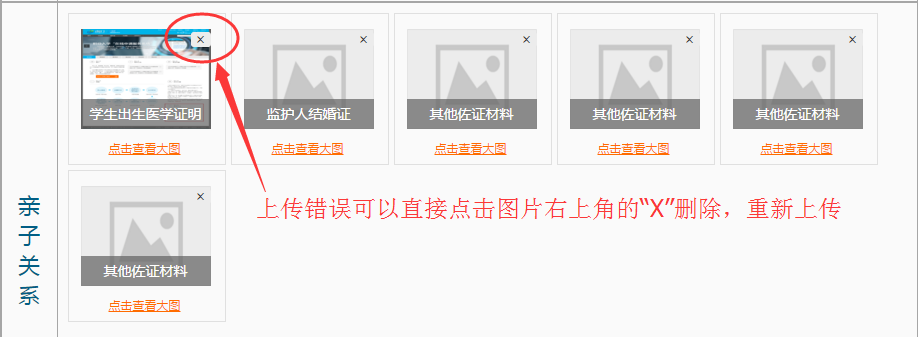 ×
×
×
×
×
学生出生医学证明
监护人结婚证
其他佐证材料
其他佐证材料
其他佐证材料
点击查看大图
点击查看大图
点击查看大图
点击查看大图
点击查看大图
亲子关系
×
上传错误可以直接点击图片右上角的“X”删除，重新上传
其他佐证材料
点击查看大图